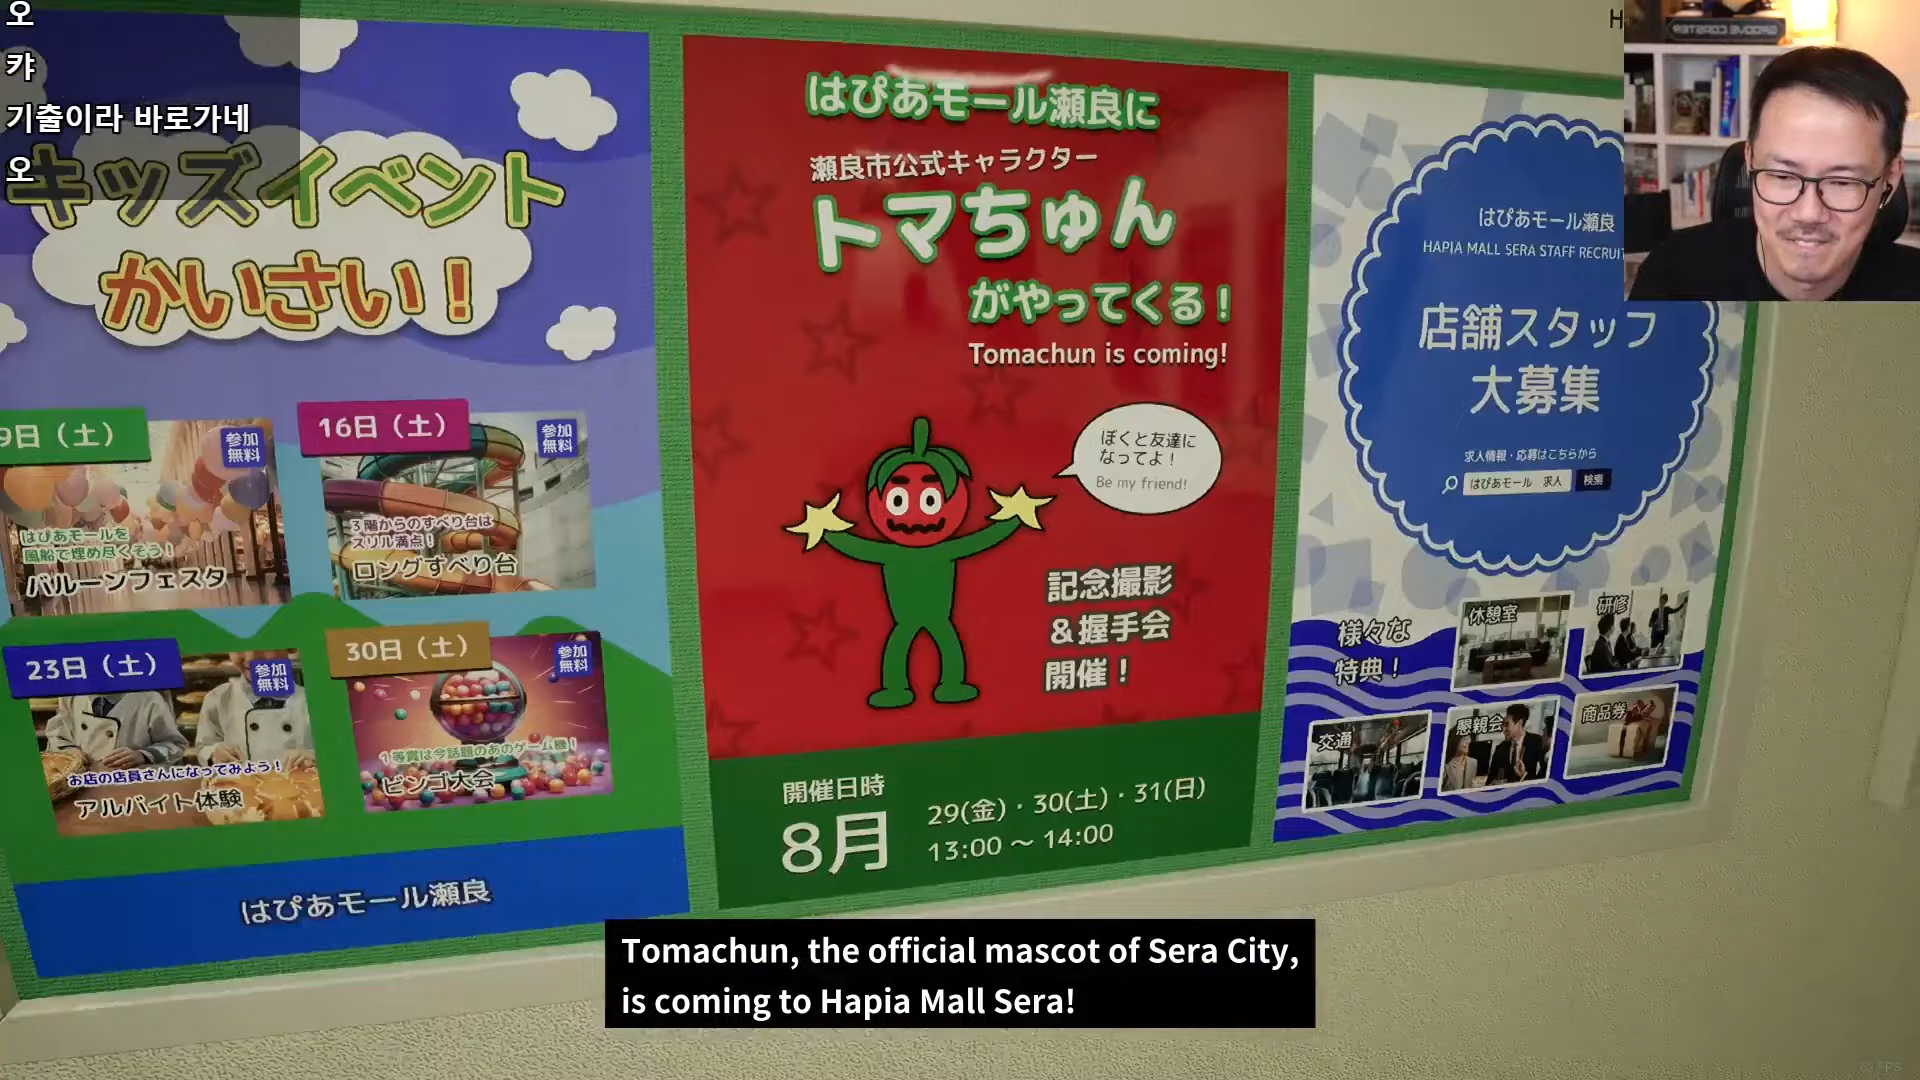 오
캬
기출이라 바로가네
오
キッズイベント
かいさい！
9日（土）
参加
無料
はぴあモールを
風船で埋め尽くそう！
バルーンフェスタ
16日（土）
参加
無料
3階からのすべり台は
スリル満点！
ロングすべり台
23日（土）
参加
無料
お店の店員さんになってみよう！
アルバイト体験
30日（土）
参加
無料
1等賞は今話題のあのゲーム機！
ビンゴ大会
はぴあモール瀬良
はぴあモール瀬良に
瀬良市公式キャラクター
トマちゅん
がやってくる！
Tomachun is coming!
ぼくと友達に
なってよ！
Be my friend!
記念撮影
＆握手会
開催！
開催日時
8月
29(金)・30(土)・31(日)
13:00 〜 14:00
はぴあモール瀬良
HAPIA MALL SERA STAFF
店舗スタッフ
大募集
求人情報・応募はこちらから
はぴあモール 求人
検索
様々な
特典！
休憩室
研修
交通
懇親会
商品券
Tomachun, the official mascot of Sera City,
is coming to Hapia Mall Sera!